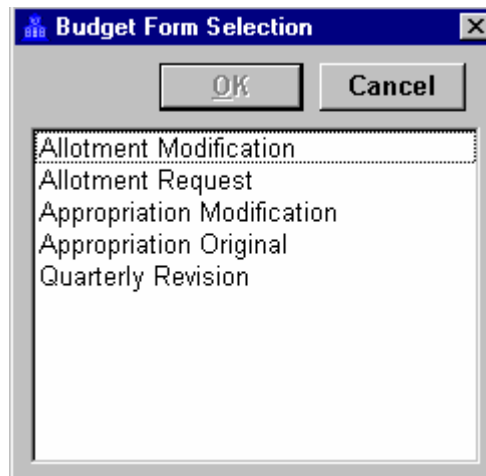 Budget Form Selection
OK Cancel
Allotment Modification
Allotment Request
Appropriation Modification
Appropriation Original
Quarterly Revision